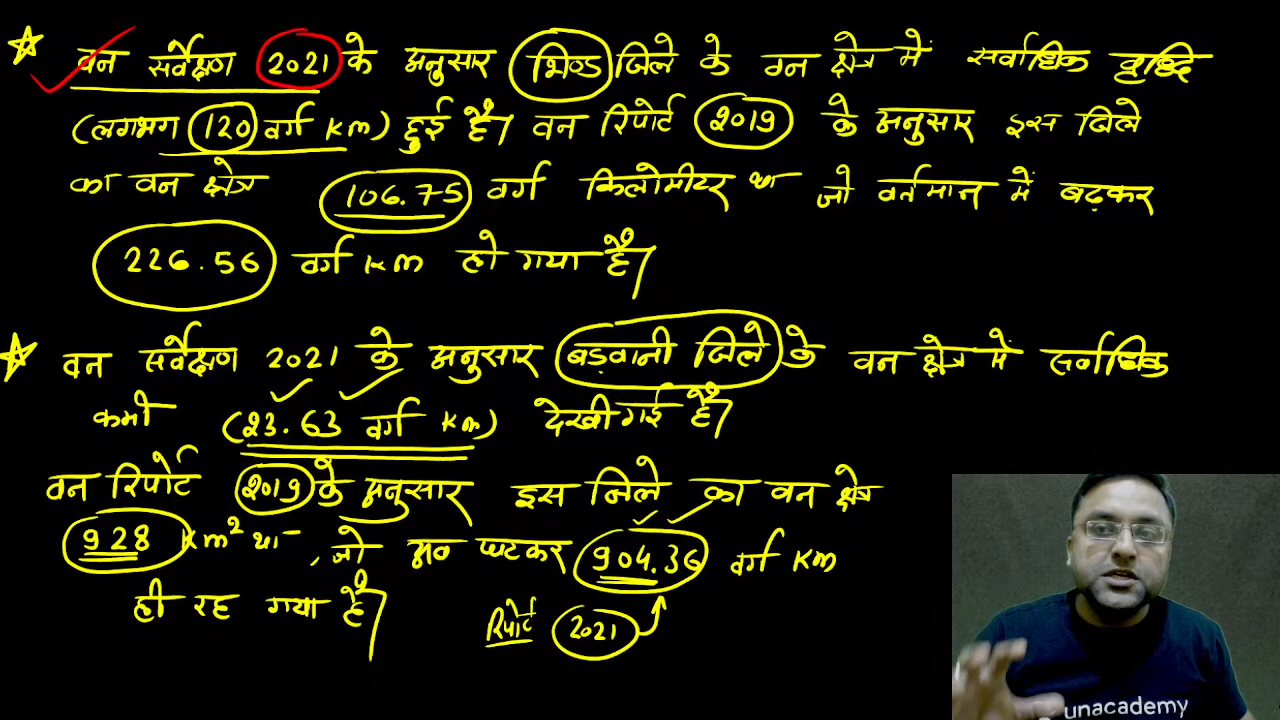 वन सर्वेक्षण 2021 के अनुसार भिण्ड जिले के वन क्षेत्र में सर्वाधिक वृद्धि
(लगभग 120 वर्ग Km) हुई है। वन रिपोर्ट 2019 के अनुसार इस जिले
का वन क्षेत्र 106.75 वर्ग किलोमीटर था जो वर्तमान में बढ़कर
226.56 वर्ग Km हो गया है।
वन सर्वेक्षण 2021 के अनुसार बड़वानी जिले के वन क्षेत्र में सर्वाधिक
कमी (23.63 वर्ग Km) देखी गई है।
वन रिपोर्ट 2019 के अनुसार इस जिले का वन क्षेत्र
928 Km² था, जो अब घटकर 904.36 वर्ग Km
ही रह गया है।
रिपोर्ट 2021
unacademy